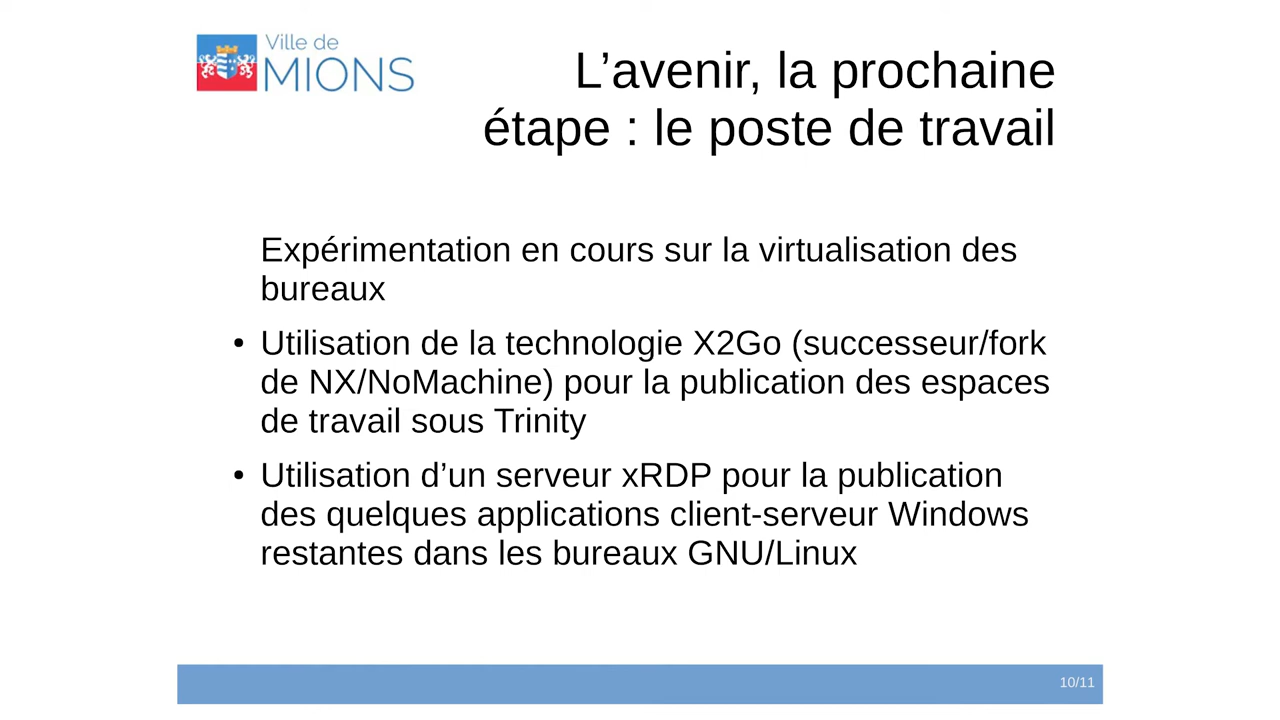 Ville de
MIONS
L’avenir, la prochaine
étape : le poste de travail
Expérimentation en cours sur la virtualisation des
bureaux
• Utilisation de la technologie X2Go (successeur/fork
de NX/NoMachine) pour la publication des espaces
de travail sous Trinity
• Utilisation d’un serveur xRDP pour la publication
des quelques applications client-serveur Windows
restantes dans les bureaux GNU/Linux
10/11